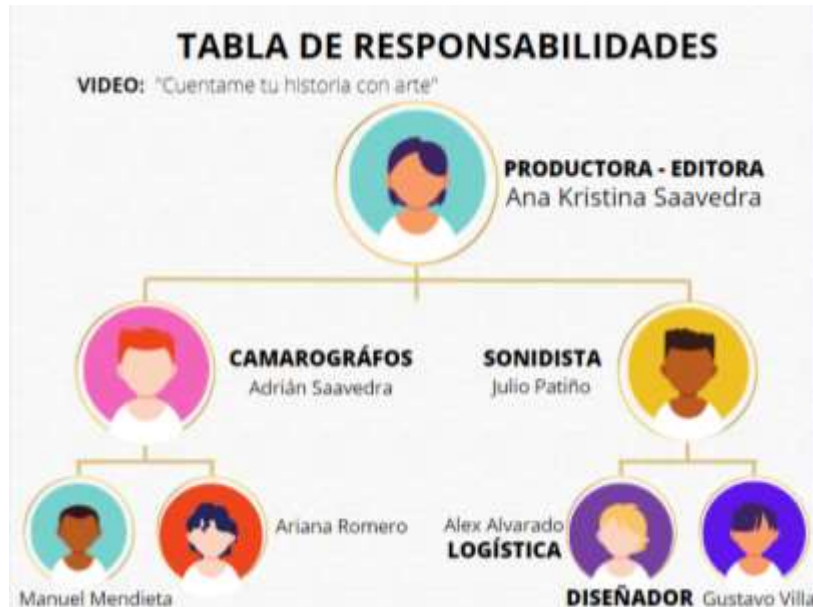 TABLA DE RESPONSABILIDADES
VIDEO: "Cuentame tu historia con arte"
PRODUCTORA - EDITORA
Ana Kristina Saavedra
CAMAROGRÁFOS
Adrián Saavedra
SONIDISTA
Julio Patiño
Ariana Romero
Manuel Mendieta
Alex Alvarado
LOGÍSTICA
DISEÑADOR Gustavo Villa